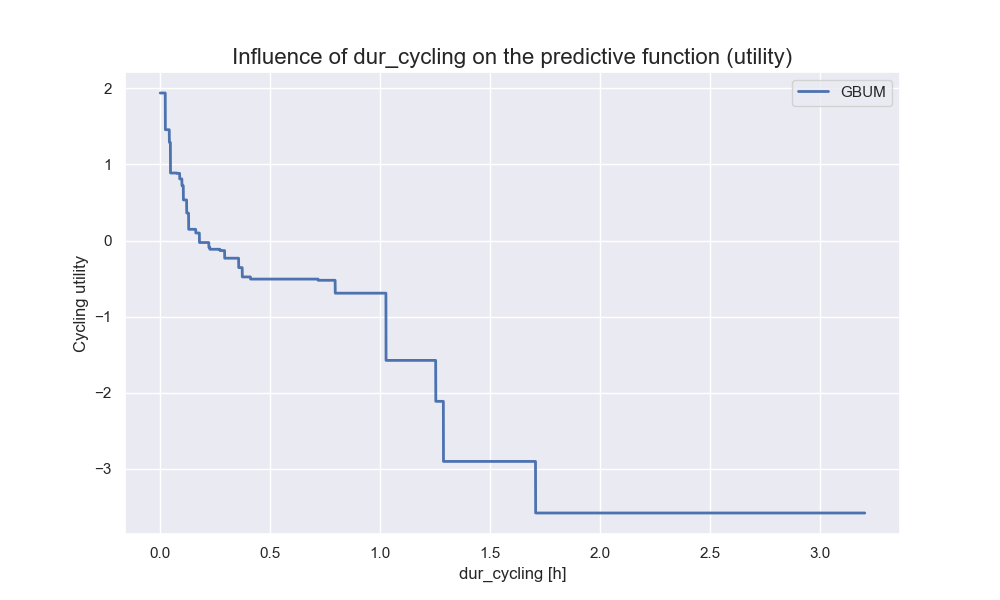 Influence of dur_cycling on the predictive function (utility)
GBUM
2
1
0
−1
−2
−3
Cycling utility
0.0 0.5 1.0 1.5 2.0 2.5 3.0
dur_cycling [h]